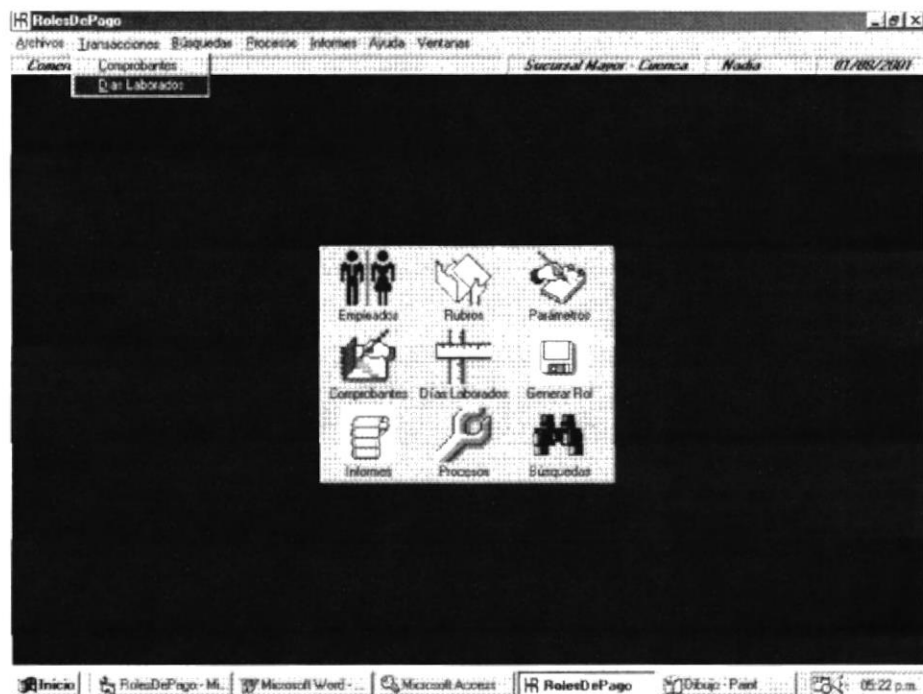 RolesDePago
Archivos Transacciones Búsquedas Procesos Informes Ayuda Ventanas
Comen Sucursal Mayor - Cuenca Nadia 01/08/2001
Comprobantes
Días Laborados
Empleados Rubros Parámetros
Comprobantes Días Laborados Generar Rol
Informes Procesos Búsquedas
Inicio RolesDePago - Mi... Microsoft Word - ... Microsoft Access RolesDePago Dibujo - Paint 05:22 p.m.